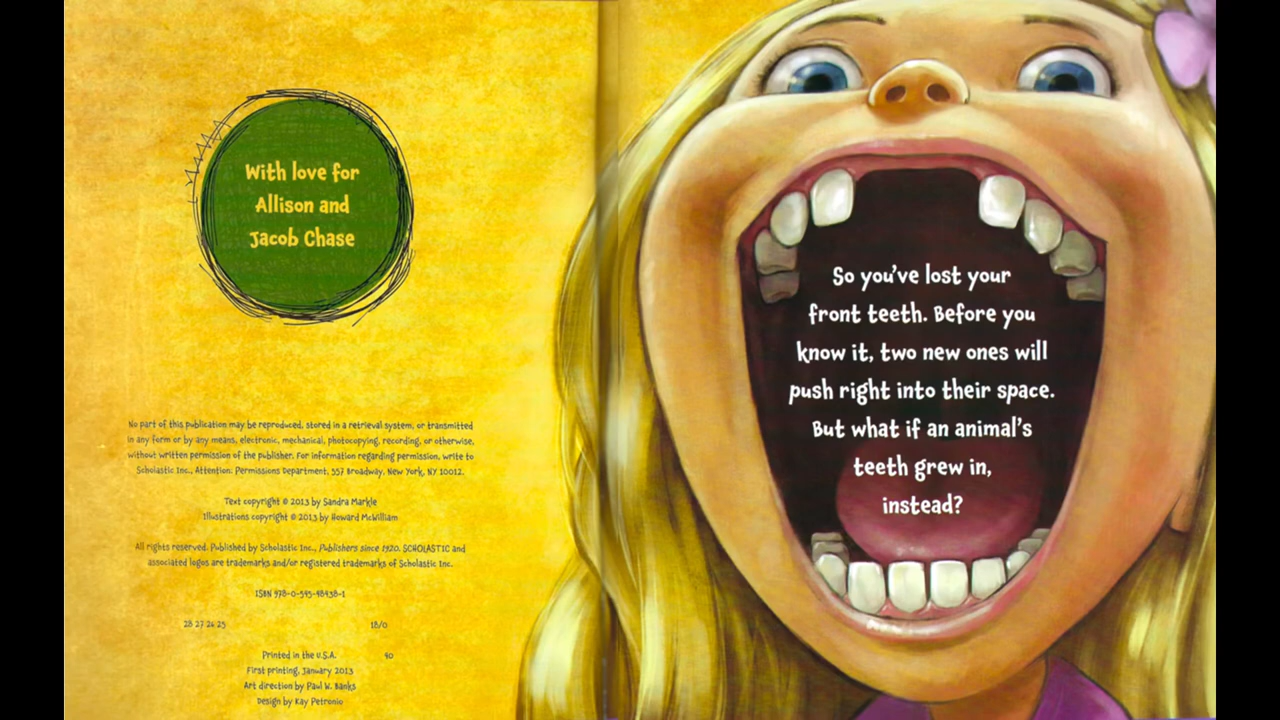 With love for
Allison and
Jacob Chase
No part of this publication may be reproduced, stored in a retrieval system, or transmitted
in any form or by any means, electronic, mechanical, photocopying, recording, or otherwise,
without written permission of the publisher. For information regarding permission, write to
Scholastic Inc., Attention: Permissions Department, 557 Broadway, New York, NY 10012.
Text copyright © 2013 by Sandra Markle
Illustrations copyright © 2013 by Howard McWilliam
All rights reserved. Published by Scholastic Inc., Publishers since 1920. SCHOLASTIC and
associated logos are trademarks and/or registered trademarks of Scholastic Inc.
ISBN 978-0-545-48438-1
28 27 26 25 18/0
Printed in the U.S.A. 40
First printing, January 2013
Art direction by Paul W. Banks
Design by Kay Petronio
So you've lost your
front teeth. Before you
know it, two new ones will
push right into their space.
But what if an animal's
teeth grew in,
instead?